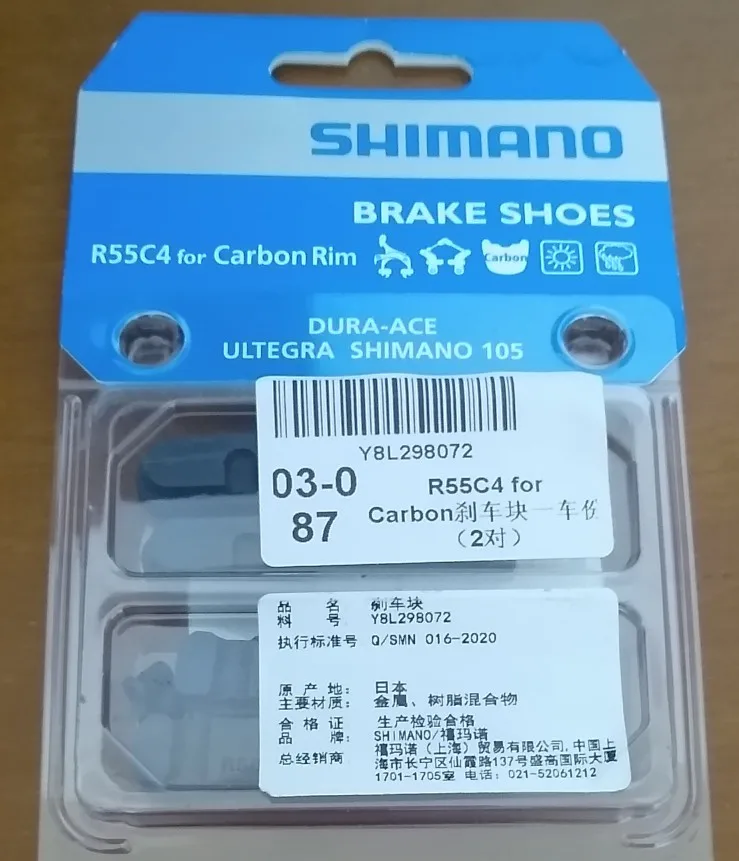 SHIMANO
BRAKE SHOES
R55C4 for Carbon Rim
Carbon
DURA-ACE
ULTEGRA SHIMANO 105
Y8L298072
03-0
87
R55C4 for
Carbon刹车块一车份
（2对）
品 名 刹车块
料 号 Y8L298072
执行标准号 Q/SMN 016-2020
原 产 地： 日本
主要材质： 金属、树脂混合物
合 格 证 生产检验合格
品 牌： SHIMANO/禧玛诺
总经销商 禧玛诺（上海）贸易有限公司,中国上
海市长宁区仙霞路137号盛高国际大厦
1701-1705室 电话：021-52061212